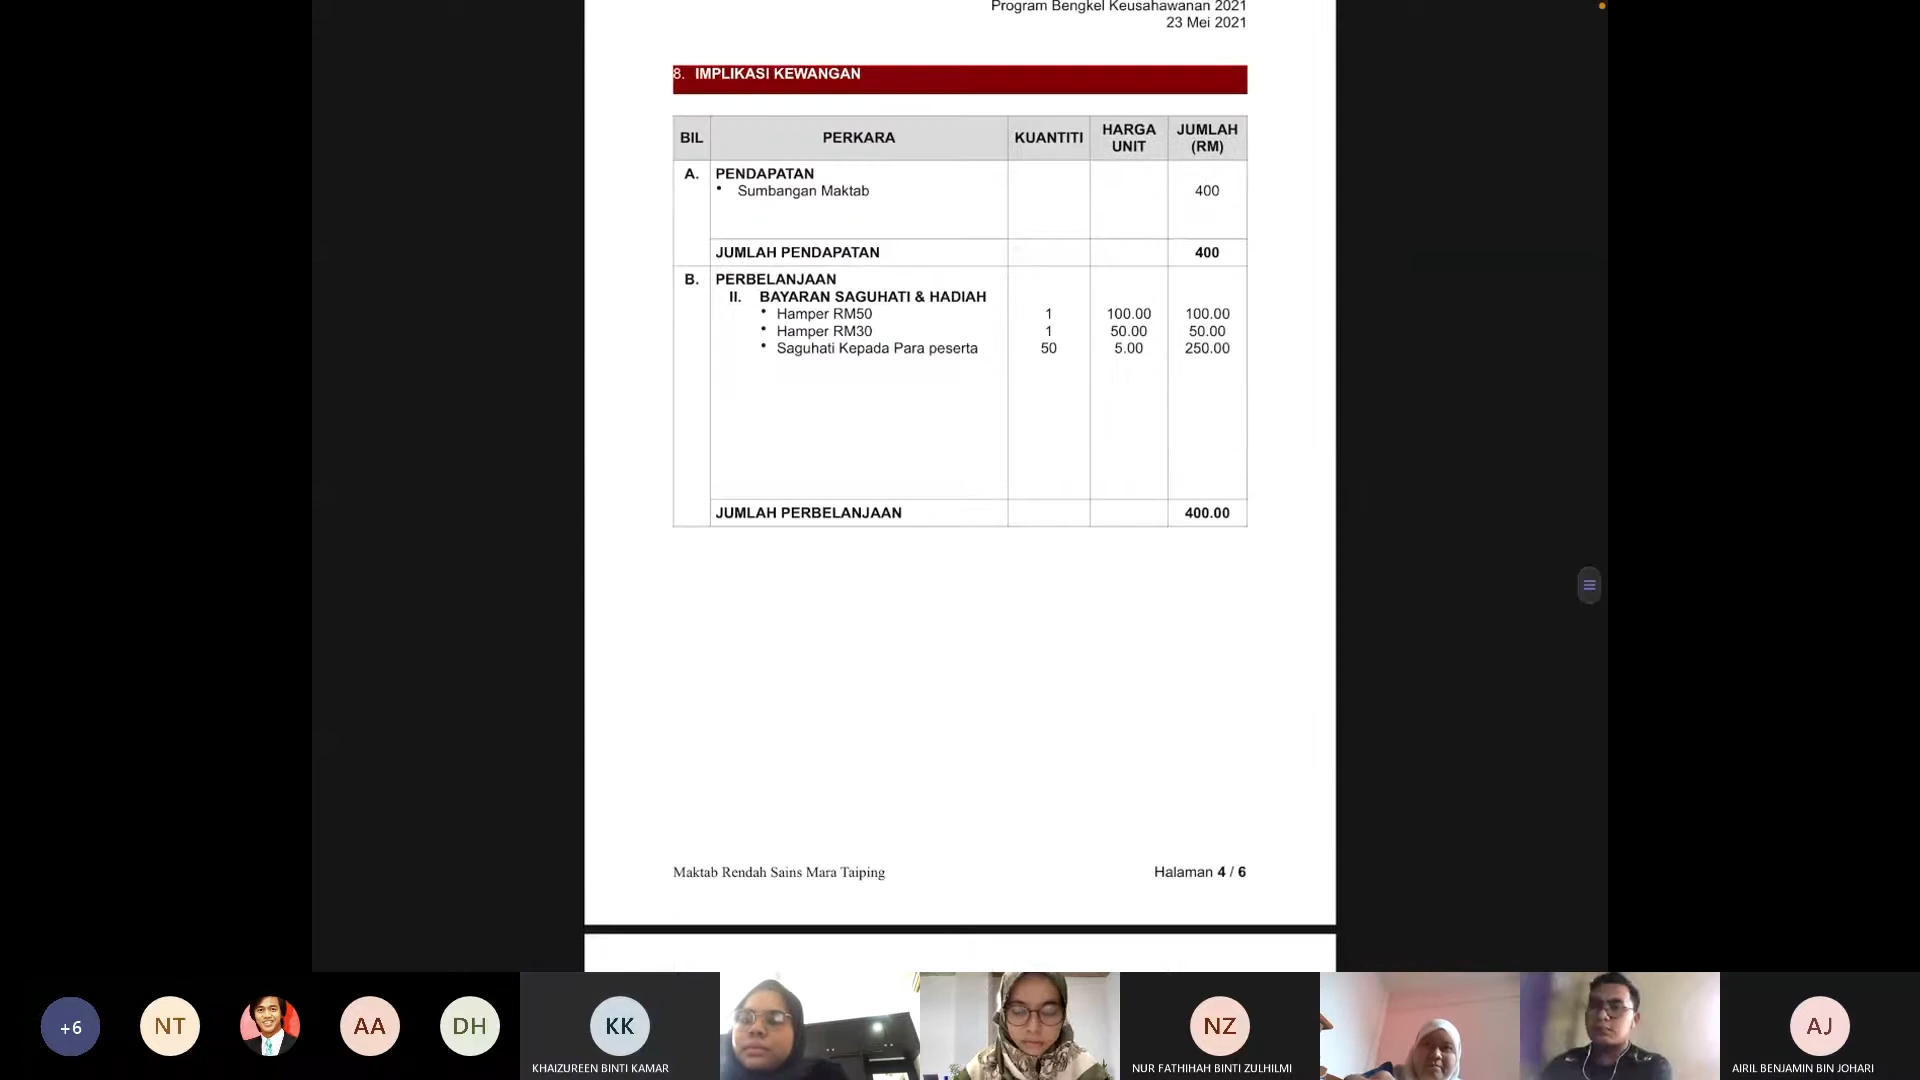 Program Bengkel Keusahawanan 2021
23 Mei 2021
8. IMPLIKASI KEWANGAN
BIL PERKARA KUANTITI HARGA UNIT JUMLAH (RM)
A. PENDAPATAN
• Sumbangan Maktab 400
JUMLAH PENDAPATAN 400
B. PERBELANJAAN
II. BAYARAN SAGUHATI & HADIAH
• Hamper RM50 1 100.00 100.00
• Hamper RM30 1 50.00 50.00
• Saguhati Kepada Para peserta 50 5.00 250.00
JUMLAH PERBELANJAAN 400.00
Maktab Rendah Sains Mara Taiping Halaman 4 / 6
+6 NT AA DH KK NZ AJ
KHAIZUREEN BINTI KAMAR NUR FATHIHAH BINTI ZULHILMI AIRIL BENJAMIN BIN JOHARI